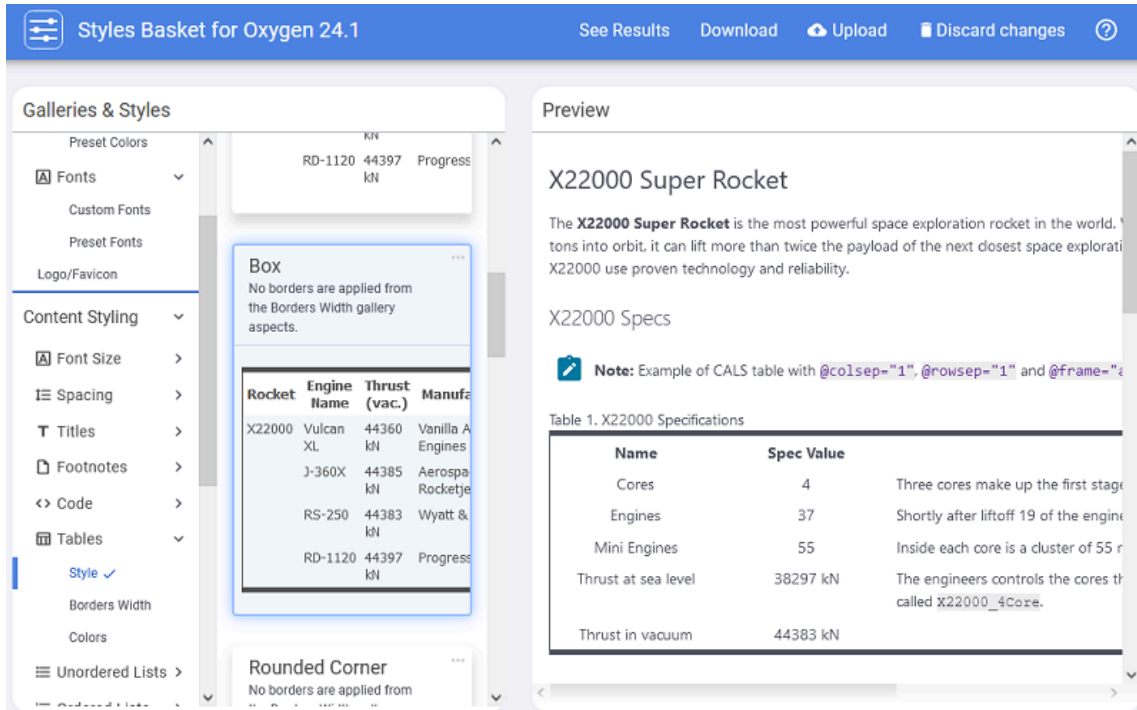 Styles Basket for Oxygen 24.1
See Results
Download
Upload
Discard changes
Galleries & Styles
Preset Colors
Fonts
Custom Fonts
Preset Fonts
Logo/Favicon
Content Styling
Font Size
Spacing
Titles
Footnotes
Code
Tables
Style
Borders Width
Colors
Unordered Lists
kN
RD-1120 44397 Progress
kN
Box
No borders are applied from
the Borders Width gallery
aspects.
Rocket Engine Name Thrust (vac.) Manufa
X22000 Vulcan 44360 Vanilla A
XL kN Engines
J-360X 44385 Aerospa
kN Rocketje
RS-250 44383 Wyatt &
kN
RD-1120 44397 Progress
kN
Rounded Corner
No borders are applied from
Preview
X22000 Super Rocket
The X22000 Super Rocket is the most powerful space exploration rocket in the world.
tons into orbit, it can lift more than twice the payload of the next closest space explorati
X22000 use proven technology and reliability.
X22000 Specs
Note: Example of CALS table with @colsep="1", @rowsep="1" and @frame="a
Table 1. X22000 Specifications
Name Spec Value
Cores 4 Three cores make up the first stage
Engines 37 Shortly after liftoff 19 of the engine
Mini Engines 55 Inside each core is a cluster of 55 r
Thrust at sea level 38297 kN The engineers controls the cores th
called X22000_4Core.
Thrust in vacuum 44383 kN